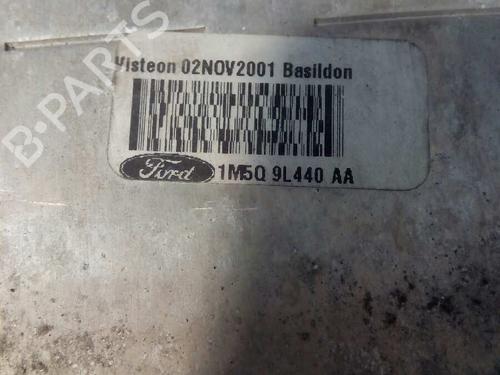 Visteon 02NOV2001 Basildon
Ford 1M5Q 9L440 AA
B-PARTS